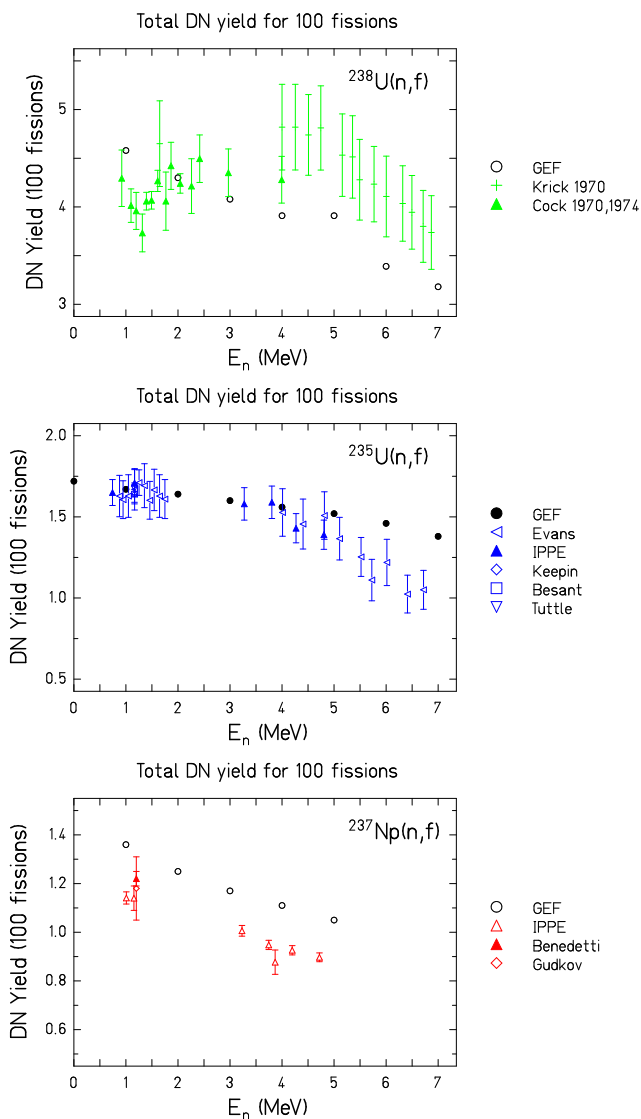 Total DN yield for 100 fissions
²³⁸U(n,f)
DN Yield (100 fissions)
5
4
3
0 1 2 3 4 5 6 7
Eₙ (MeV)
GEF
Krick 1970
Cock 1970,1974
Total DN yield for 100 fissions
²³⁵U(n,f)
DN Yield (100 fissions)
2.0
1.5
1.0
0.5
0 1 2 3 4 5 6 7
Eₙ (MeV)
GEF
Evans
IPPE
Keepin
Besant
Tuttle
Total DN yield for 100 fissions
²³⁷Np(n,f)
DN Yield (100 fissions)
1.4
1.2
1.0
0.8
0.6
0 1 2 3 4 5 6 7
Eₙ (MeV)
GEF
IPPE
Benedetti
Gudkov